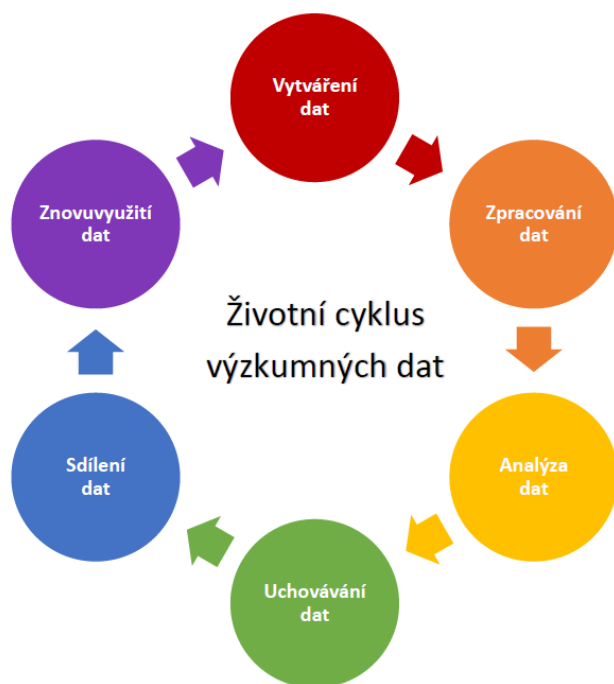 Vytváření
dat
Zpracování
dat
Analýza
dat
Uchovávání
dat
Sdílení
dat
Znovuvyužití
dat
Životní cyklus
výzkumných dat